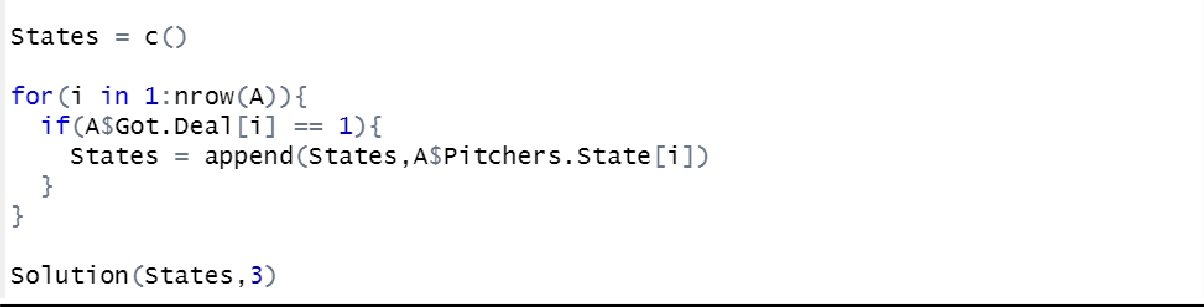 States = c()
for(i in 1:nrow(A)){
if(A$Got.Deal[i] == 1){
States = append(States,A$Pitchers.State[i])
}
}
Solution(States,3)